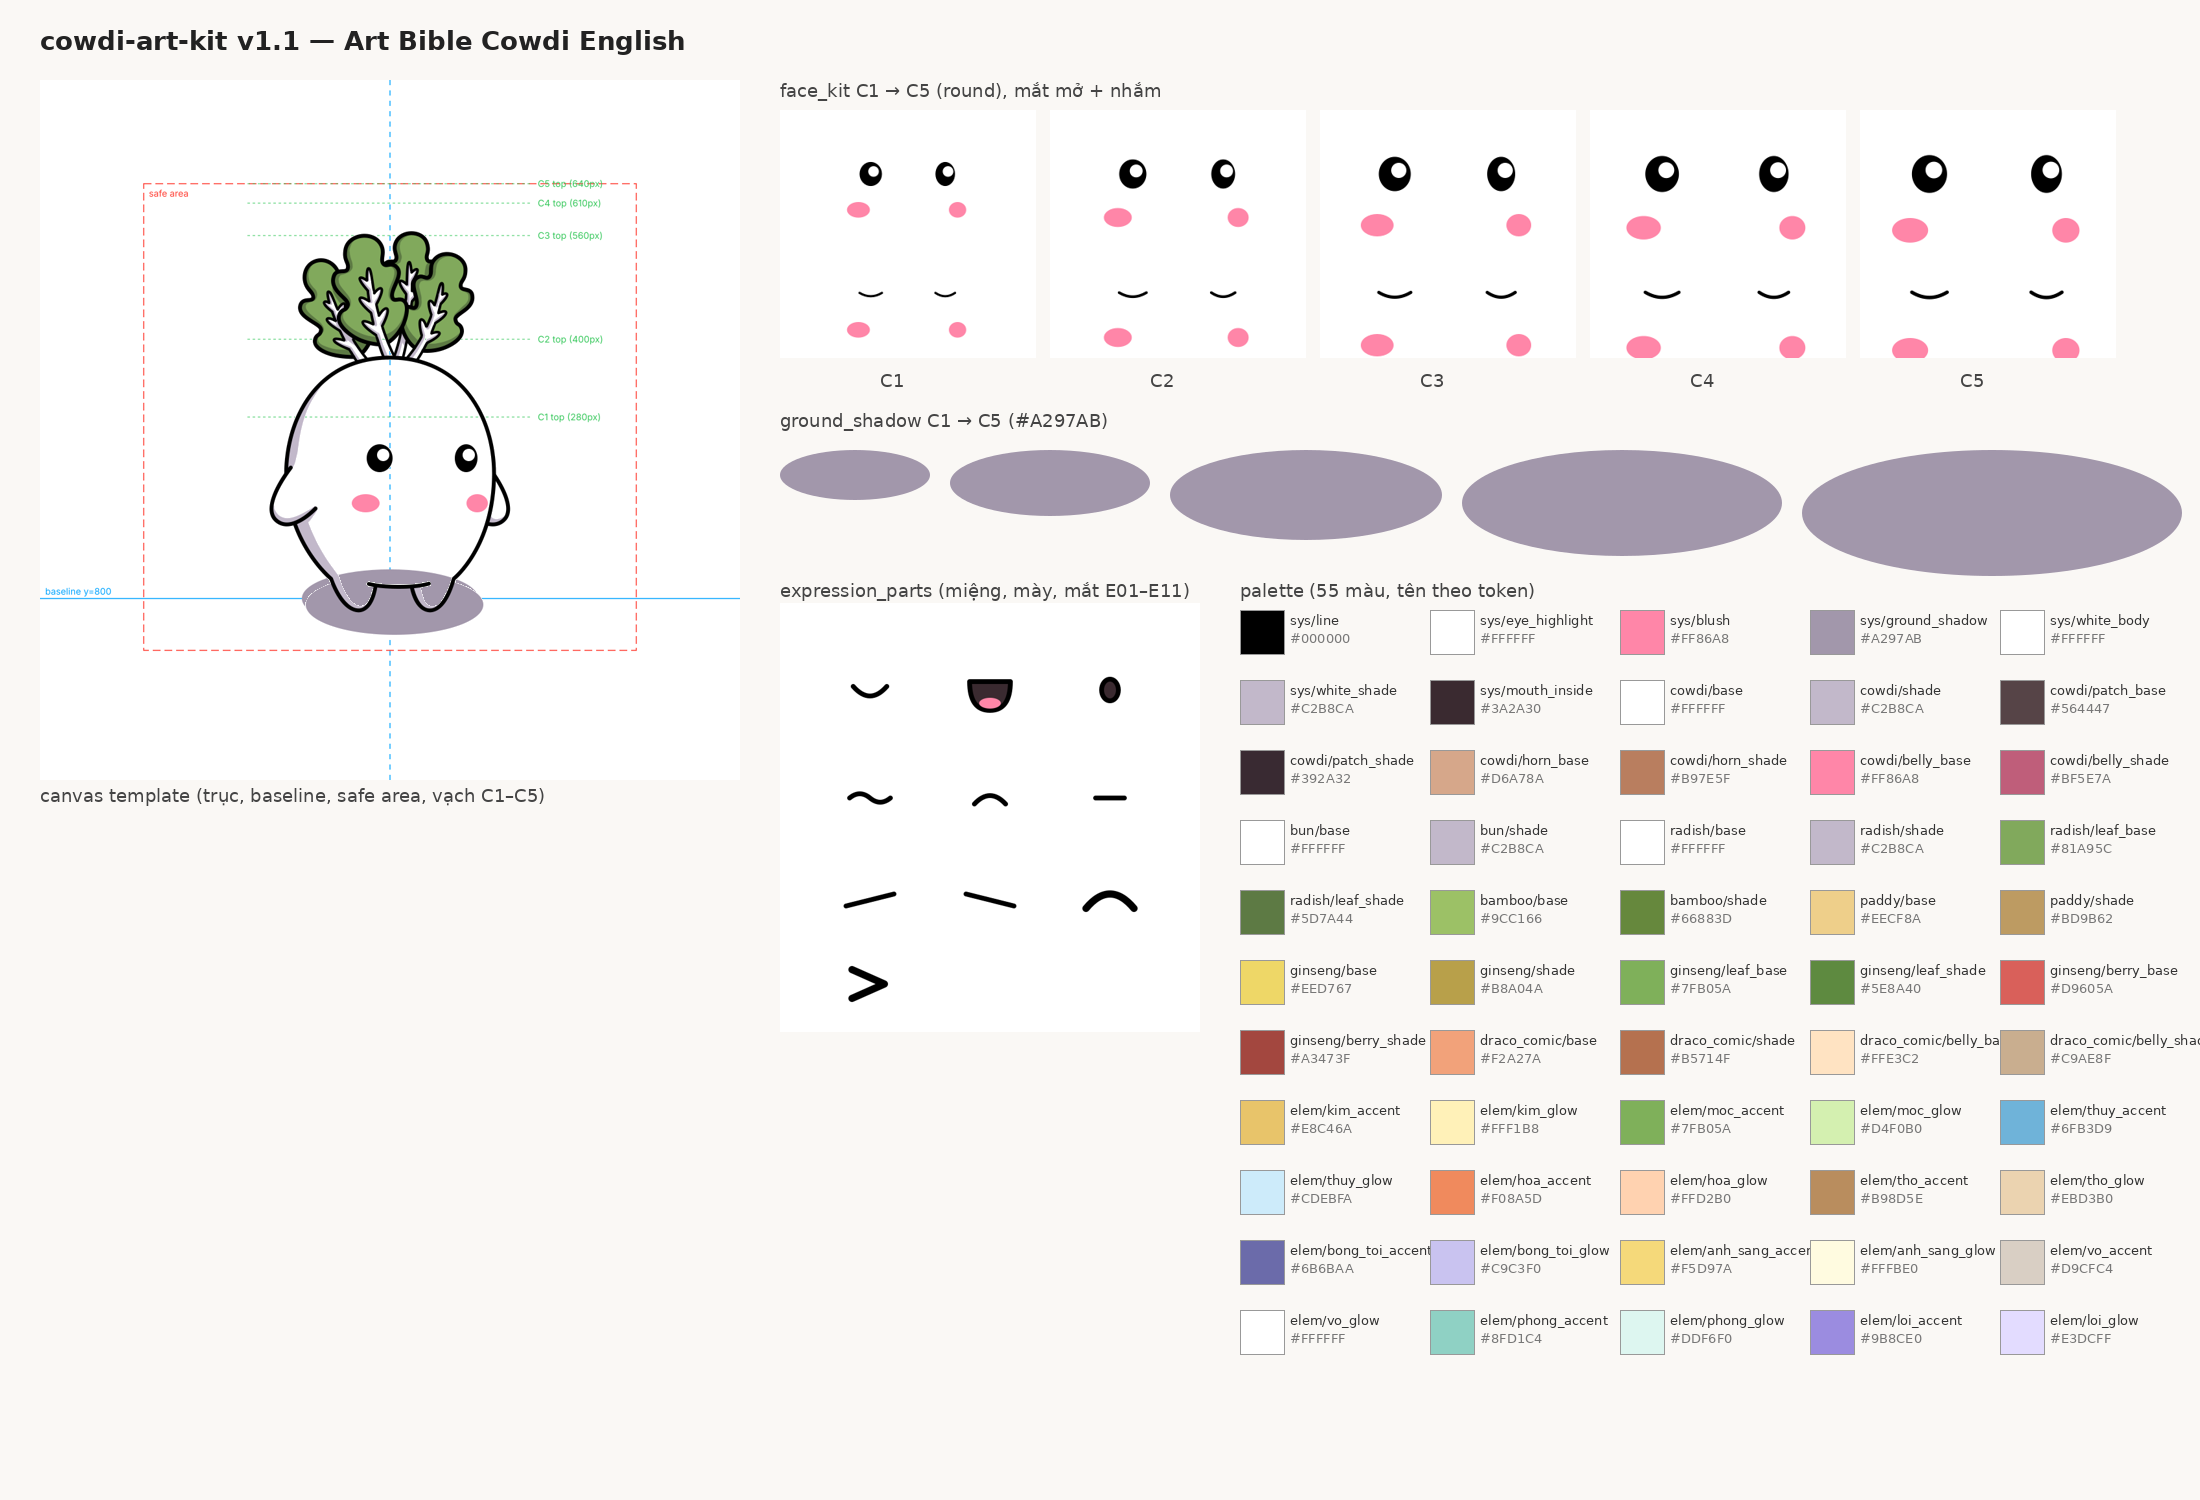 cowdi-art-kit v1.1 — Art Bible Cowdi English
safe area
C5 top (640px)
C4 top (610px)
C3 top (560px)
C2 top (400px)
C1 top (280px)
baseline y=800
canvas template (trục, baseline, safe area, vạch C1–C5)
face_kit C1 → C5 (round), mắt mở + nhắm
C1 C2 C3 C4 C5
ground_shadow C1 → C5 (#A297AB)
expression_parts (miệng, mày, mắt E01–E11)
palette (55 màu, tên theo token)
sys/line sys/eye_highlight sys/blush sys/ground_shadow sys/white_body
#000000 #FFFFFF #FF86A8 #A297AB #FFFFFF
sys/white_shade sys/mouth_inside cowdi/base cowdi/shade cowdi/patch_base
#C2B8CA #3A2A30 #FFFFFF #C2B8CA #564447
cowdi/patch_shade cowdi/horn_base cowdi/horn_shade cowdi/belly_base cowdi/belly_shade
#392A32 #D6A78A #B97E5F #FF86A8 #BF5E7A
bun/base bun/shade radish/base radish/shade radish/leaf_base
#FFFFFF #C2B8CA #FFFFFF #C2B8CA #81A95C
radish/leaf_shade bamboo/base bamboo/shade paddy/base paddy/shade
#5D7A44 #9CC166 #66883D #EECF8A #BD9B62
ginseng/base ginseng/shade ginseng/leaf_base ginseng/leaf_shade ginseng/berry_base
#EED767 #B8A04A #7FB05A #5E8A40 #D9605A
ginseng/berry_shade draco_comic/base draco_comic/shade draco_comic/belly_ba draco_comic/belly_shad
#A3473F #F2A27A #B5714F #FFE3C2 #C9AE8F
elem/kim_accent elem/kim_glow elem/moc_accent elem/moc_glow elem/thuy_accent
#E8C46A #FFF1B8 #7FB05A #D4F0B0 #6FB3D9
elem/thuy_glow elem/hoa_accent elem/hoa_glow elem/tho_accent elem/tho_glow
#CDEBFA #F08A5D #FFD2B0 #B98D5E #EBD3B0
elem/bong_toi_accent elem/bong_toi_glow elem/anh_sang_accen elem/anh_sang_glow elem/vo_accent
#6B6BAA #C9C3F0 #F5D97A #FFFBE0 #D9CFC4
elem/vo_glow elem/phong_accent elem/phong_glow elem/loi_accent elem/loi_glow
#FFFFFF #8FD1C4 #DDF6F0 #9B8CE0 #E3DCFF